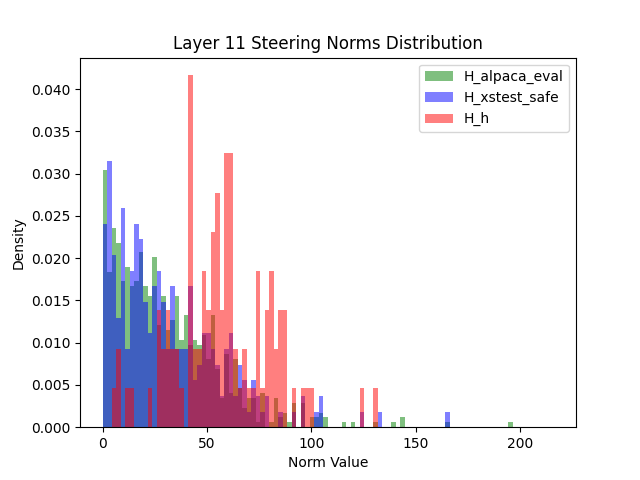 Layer 11 Steering Norms Distribution
H_alpaca_eval
H_xstest_safe
H_h
Density
0.040
0.035
0.030
0.025
0.020
0.015
0.010
0.005
0.000
0
50
100
150
200
Norm Value